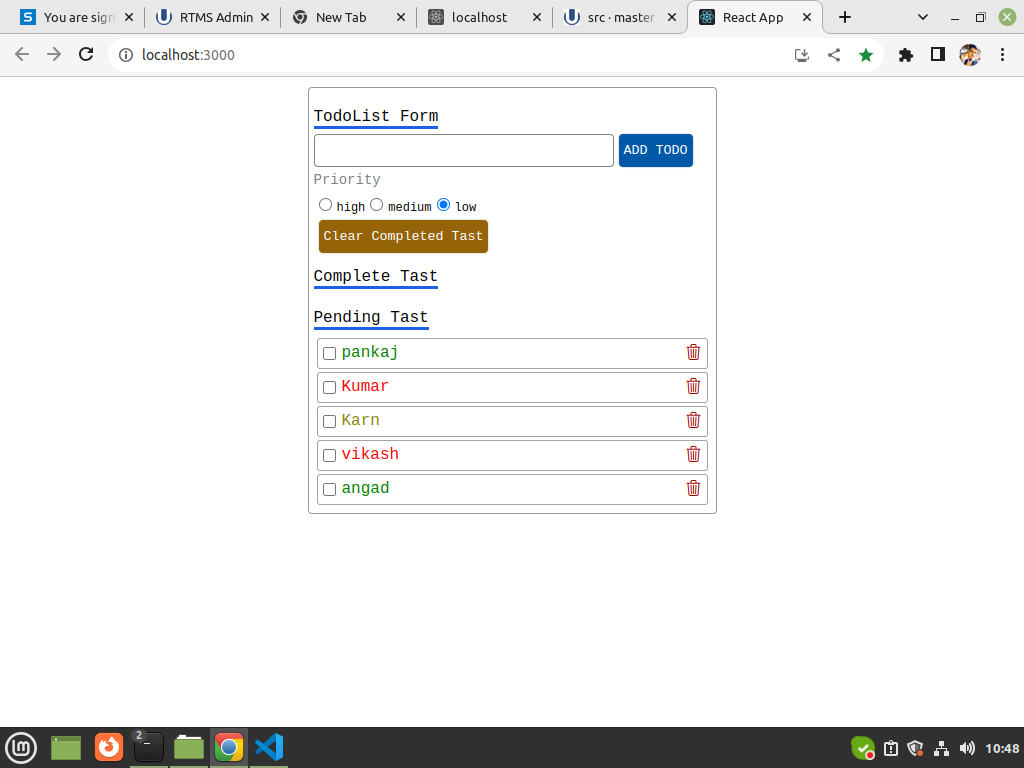 You are sign
RTMS Admin
New Tab
localhost
src · master
React App
localhost:3000
TodoList Form
ADD TODO
Priority
high medium low
Clear Completed Tast
Complete Tast
Pending Tast
pankaj
Kumar
Karn
vikash
angad
2
10:48